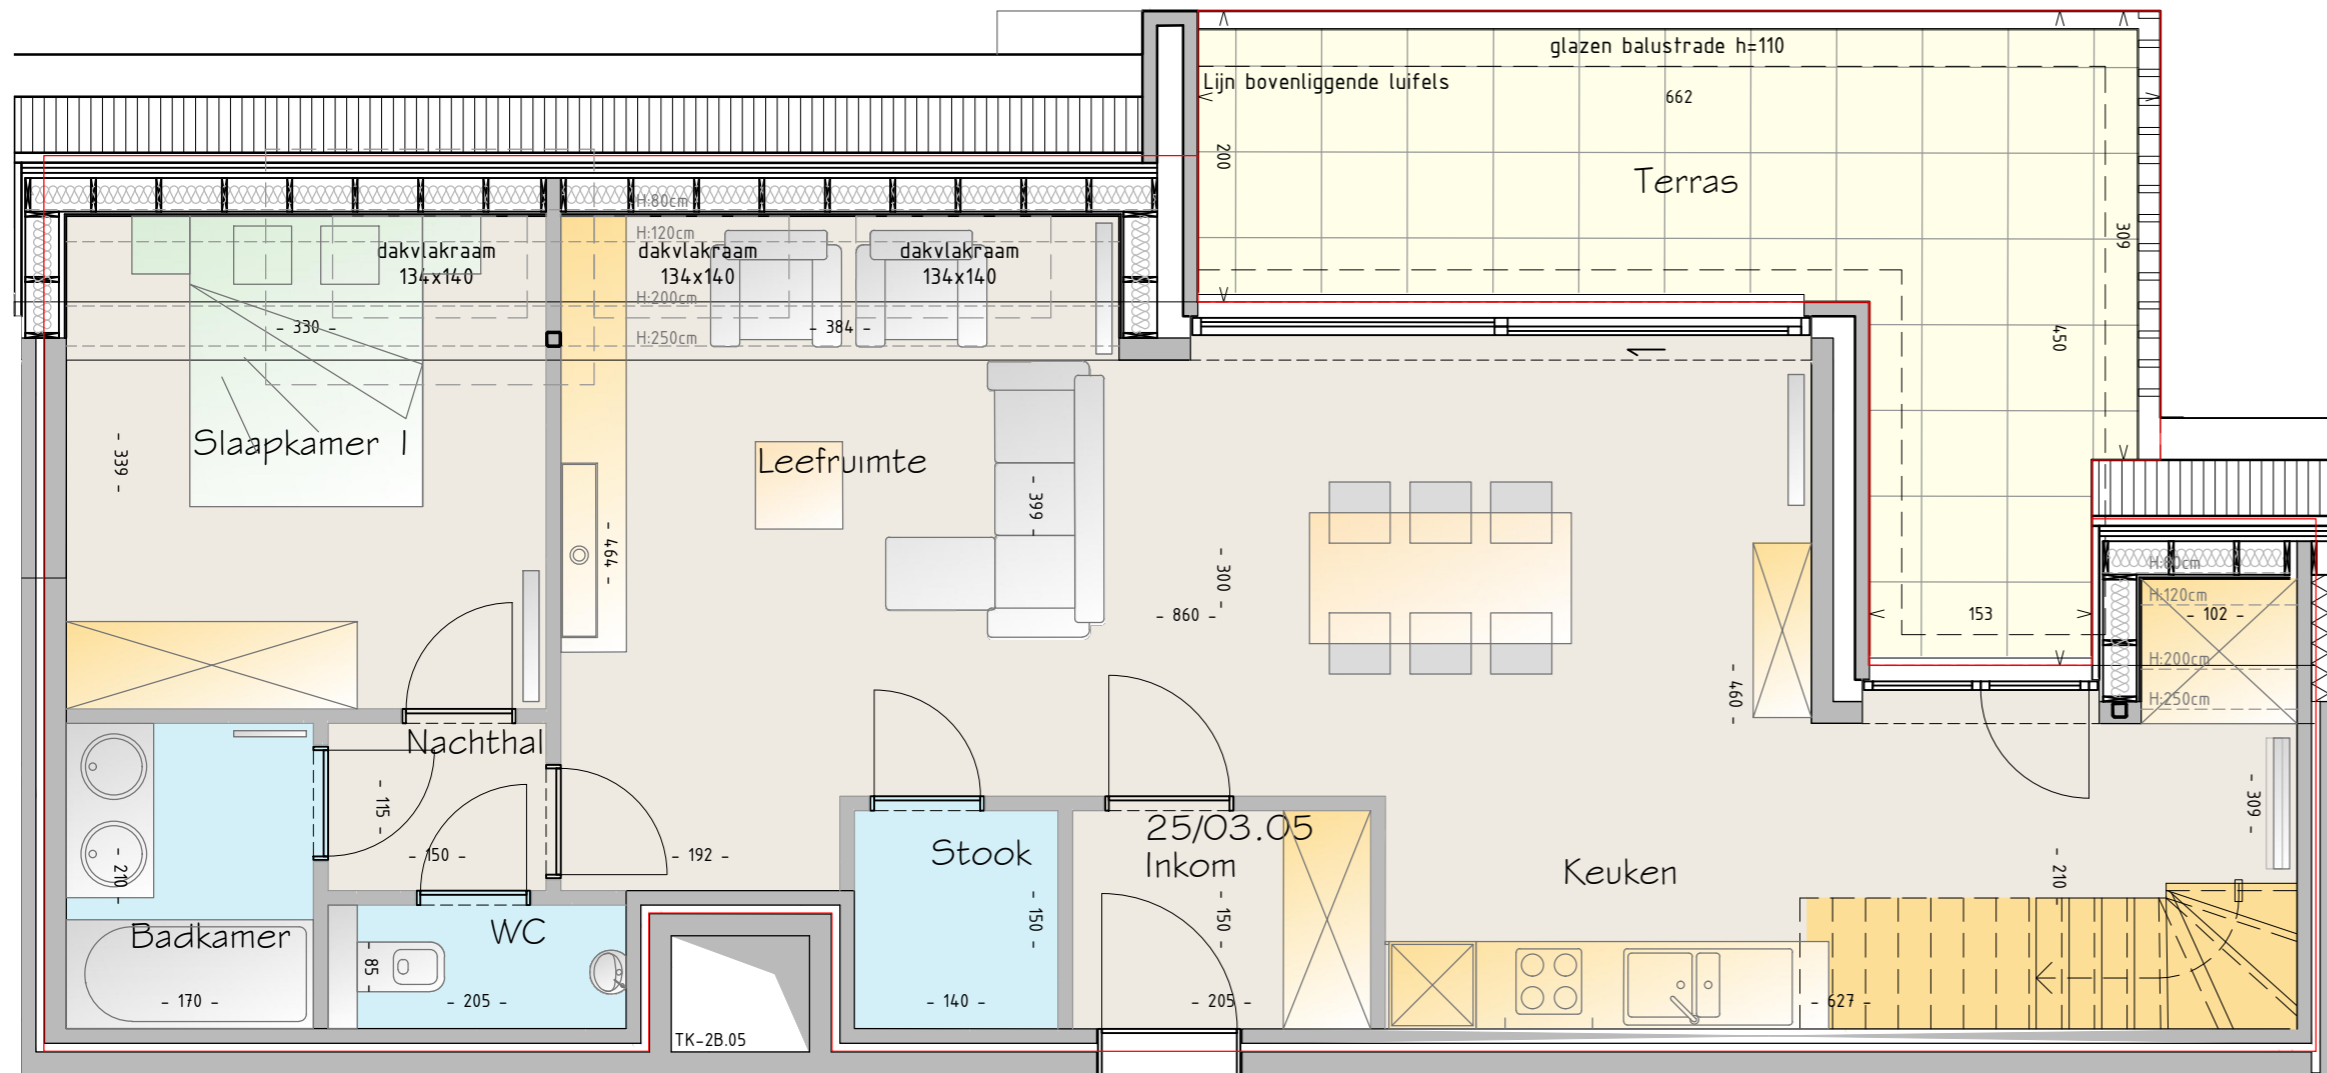 glazen balustrade h=110
Lijn bovenliggende luifels
662
200
Terras
309
450
H:80cm
H:120cm
dakvlakraam
134x140
dakvlakraam
134x140
dakvlakraam
134x140
H:200cm
H:250cm
- 330 -
- 384 -
1
Slaapkamer 1
- 339 -
Leefruimte
- 399 -
- 464 -
- 300 -
- 860 -
- 460 -
153
H:80cm
H:120cm
- 102 -
H:200cm
H:250cm
Nachthal
- 115 -
- 150 -
- 192 -
- 210 -
Badkamer
- 170 -
WC
- 85 -
- 205 -
Stook
- 150 -
- 140 -
25/03.05
Inkom
- 150 -
- 205 -
Keuken
- 210 -
- 309 -
- 627 -
TK-2B.05